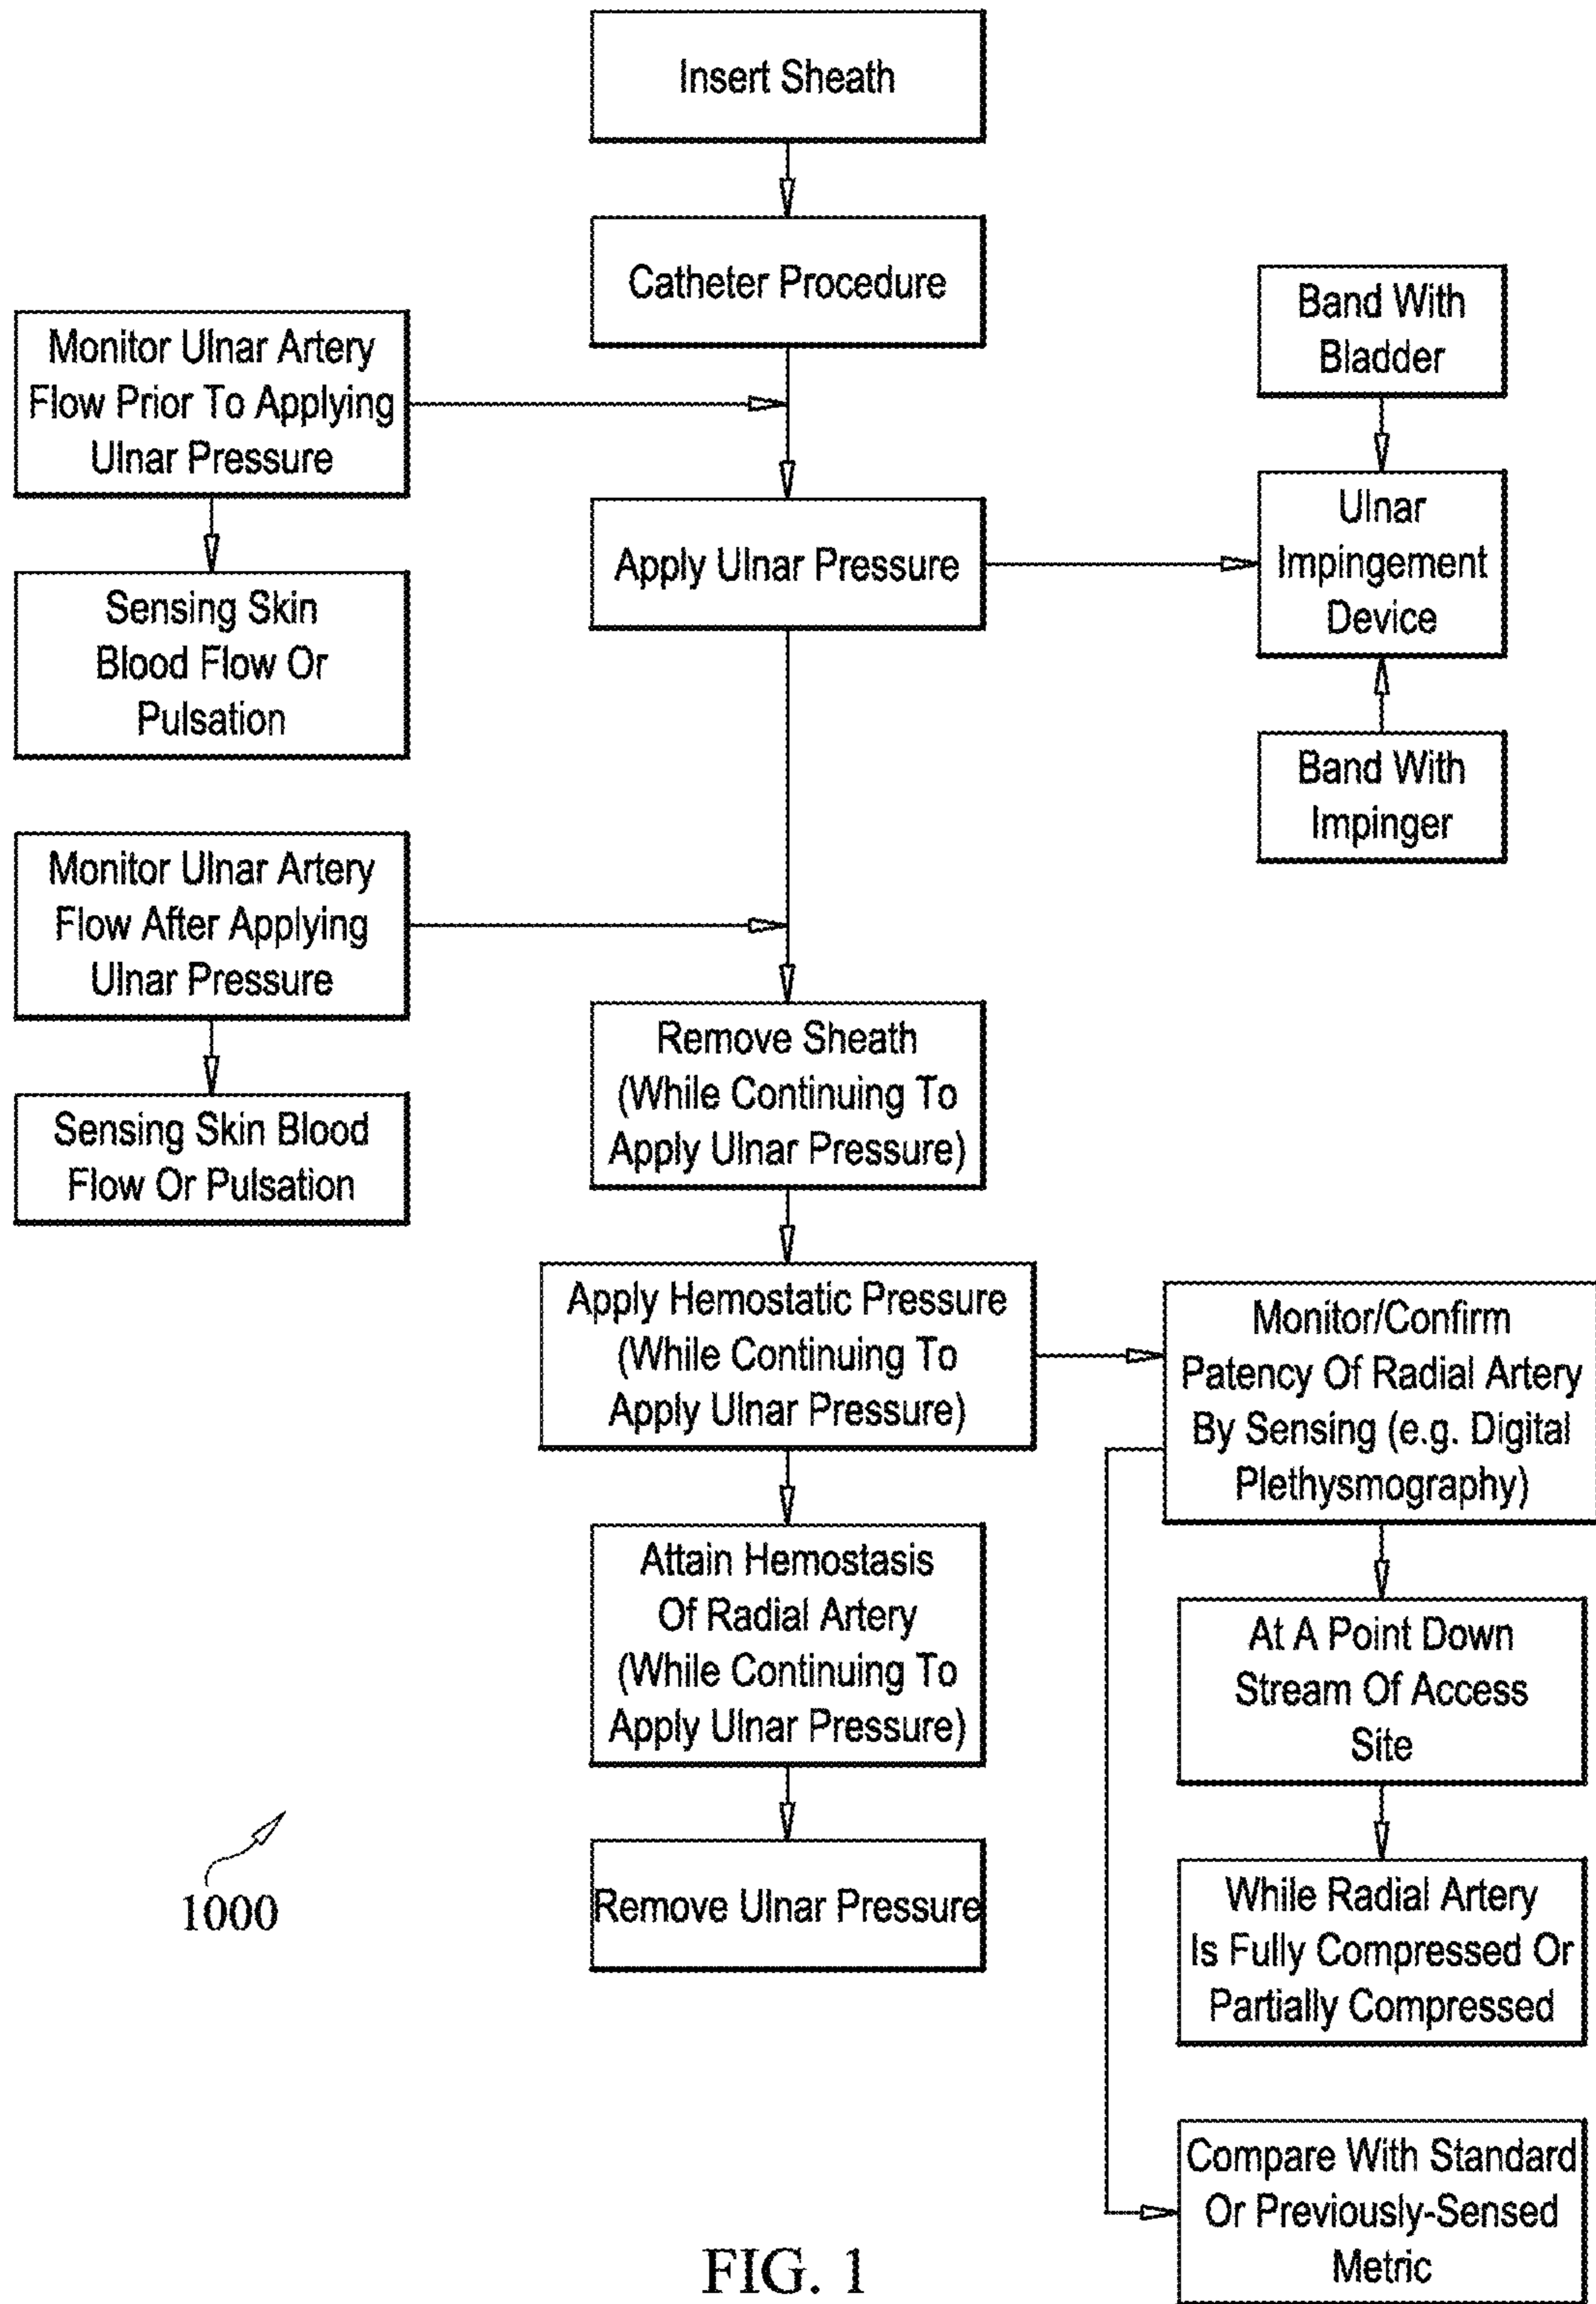 Insert Sheath
Catheter Procedure
Band With
Bladder
Monitor Ulnar Artery
Flow Prior To Applying
Ulnar Pressure
Apply Ulnar Pressure
Ulnar
Impingement
Device
Sensing Skin
Blood Flow Or
Pulsation
Band With
Impinger
Monitor Ulnar Artery
Flow After Applying
Ulnar Pressure
Remove Sheath
(While Continuing To
Apply Ulnar Pressure)
Sensing Skin Blood
Flow Or Pulsation
Apply Hemostatic Pressure
(While Continuing To
Apply Ulnar Pressure)
Monitor/Confirm
Patency Of Radial Artery
By Sensing (e.g. Digital
Plethysmography)
Attain Hemostasis
Of Radial Artery
(While Continuing To
Apply Ulnar Pressure)
At A Point Down
Stream Of Access
Site
Remove Ulnar Pressure
While Radial Artery
Is Fully Compressed Or
Partially Compressed
1000
Compare With Standard
Or Previously-Sensed
Metric
FIG. 1